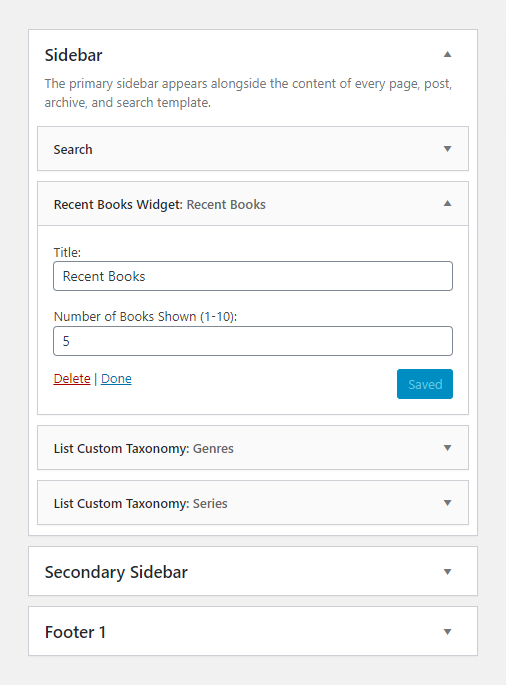 Sidebar
The primary sidebar appears alongside the content of every page, post,
archive, and search template.
Search
Recent Books Widget: Recent Books
Title:
Recent Books
Number of Books Shown (1-10):
5
Delete | Done
Saved
List Custom Taxonomy: Genres
List Custom Taxonomy: Series
Secondary Sidebar
Footer 1